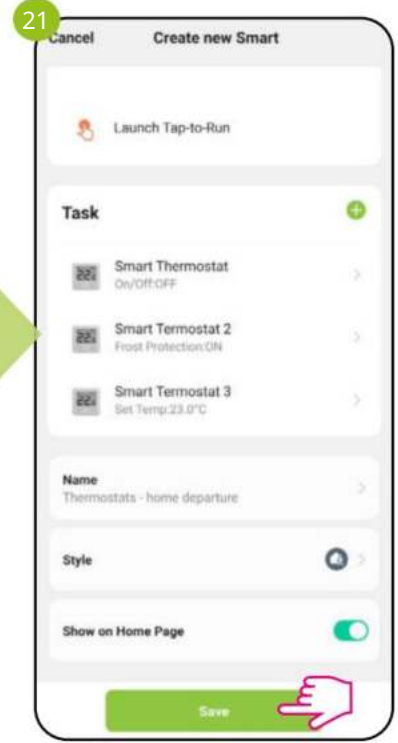 21
Cancel Create new Smart
Launch Tap-to-Run
Task
Smart Thermostat
On/Off:OFF
Smart Termostat 2
Frost Protection:ON
Smart Termostat 3
Set Temp:23.0°C
Name
Thermostats - home departure
Style
Show on Home Page
Save